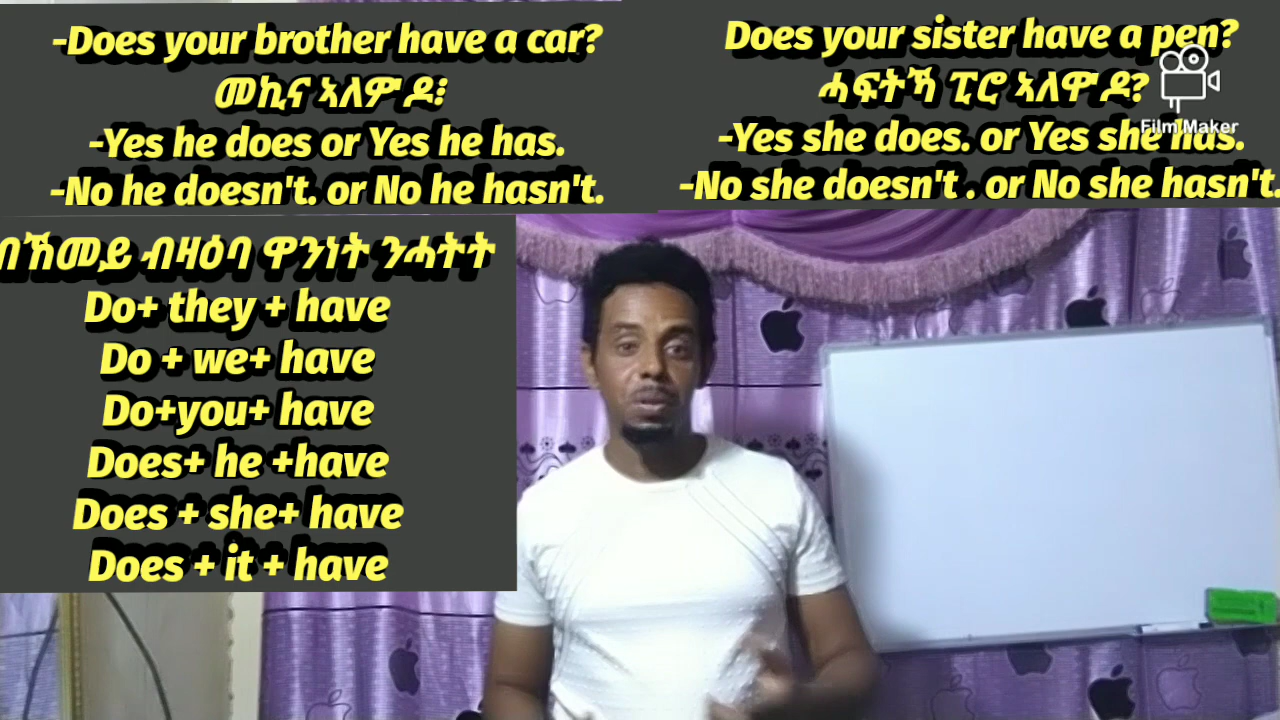 -Does your brother have a car?
መኪና ኣለዎ ዶ፧
-Yes he does or Yes he has.
-No he doesn't. or No he hasn't.
Does your sister have a pen?
ሓፍትኻ ፒሮ ኣለዋ ዶ?
-Yes she does. or Yes she has.
-No she doesn't . or No she hasn't.
Film Maker
ብኸመይ ብዛዕባ ዋንነት ንሓትት
Do+ they + have
Do + we+ have
Do+you+ have
Does+ he +have
Does + she+ have
Does + it + have